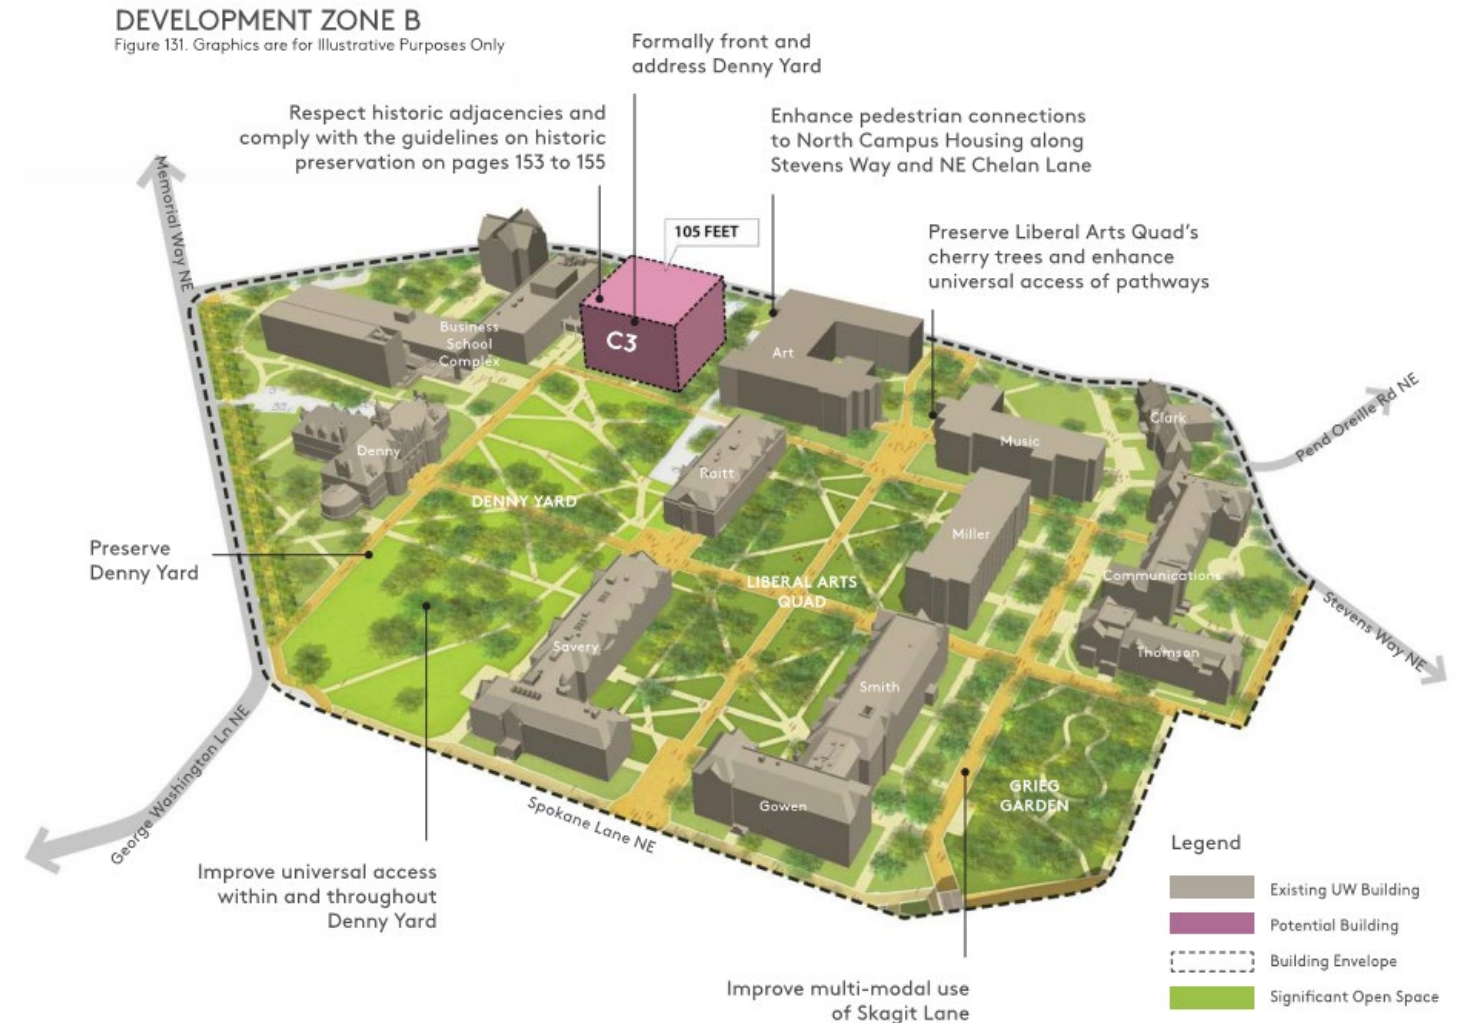 DEVELOPMENT ZONE B
Figure 131. Graphics are for Illustrative Purposes Only
Formally front and
address Denny Yard
Respect historic adjacencies and
comply with the guidelines on historic
preservation on pages 153 to 155
Enhance pedestrian connections
to North Campus Housing along
Stevens Way and NE Chelan Lane
Preserve Liberal Arts Quad's
cherry trees and enhance
universal access of pathways
105 FEET
Memorial Way NE
C3
Business
School
Complex
Art
Denny
Music
Clark
Pend Oreille Rd NE
Raitt
DENNY YARD
Miller
Preserve
Denny Yard
LIBERAL ARTS
QUAD
Communications
Stevens Way NE
Savery
Thomson
Smith
George Washington Ln NE
Spokane Lane NE
Gowen
GRIEG
GARDEN
Improve universal access
within and throughout
Denny Yard
Improve multi-modal use
of Skagit Lane
Legend
Existing UW Building
Potential Building
Building Envelope
Significant Open Space